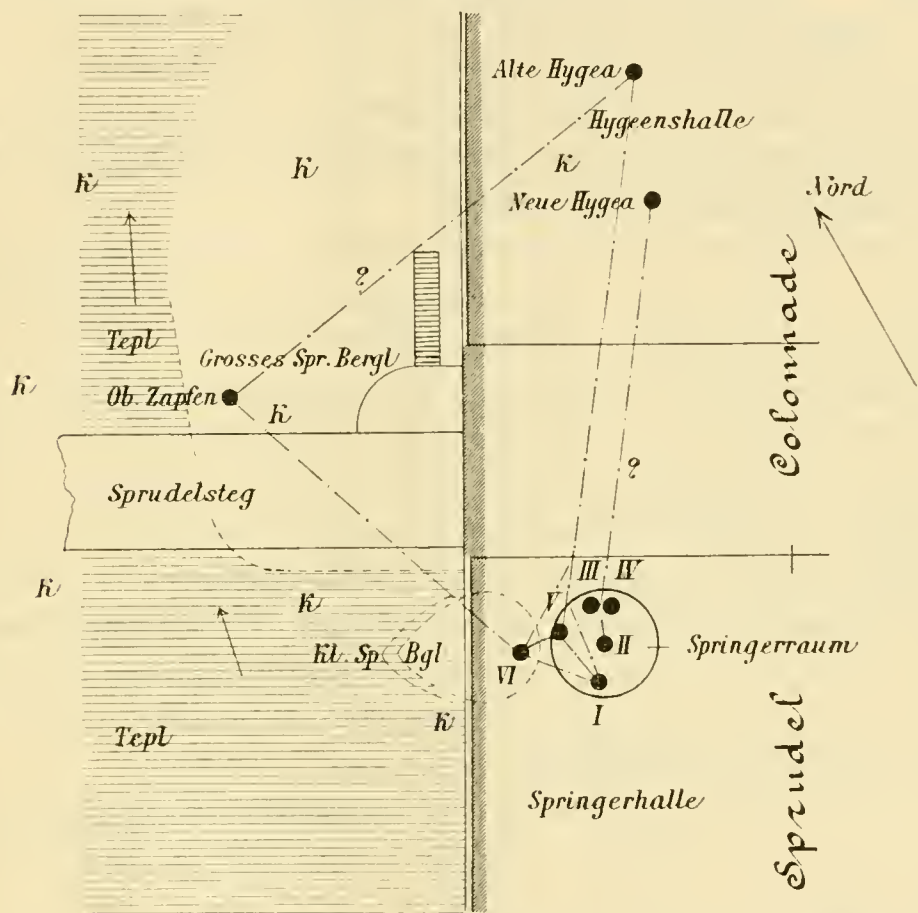 Alte Hygea
Hygeenshalle
K
K
K
Neue Hygea
Nord
?
Tepl
Grosses Spr. Bergl
K
Ob. Zapfen
K
Colonnade
?
Sprudelsteg
K
III IV
K
V
Kl. Sp. Bgl
II
Springerraum
VI
K
I
Tepl
Springerhalle
Sprudel